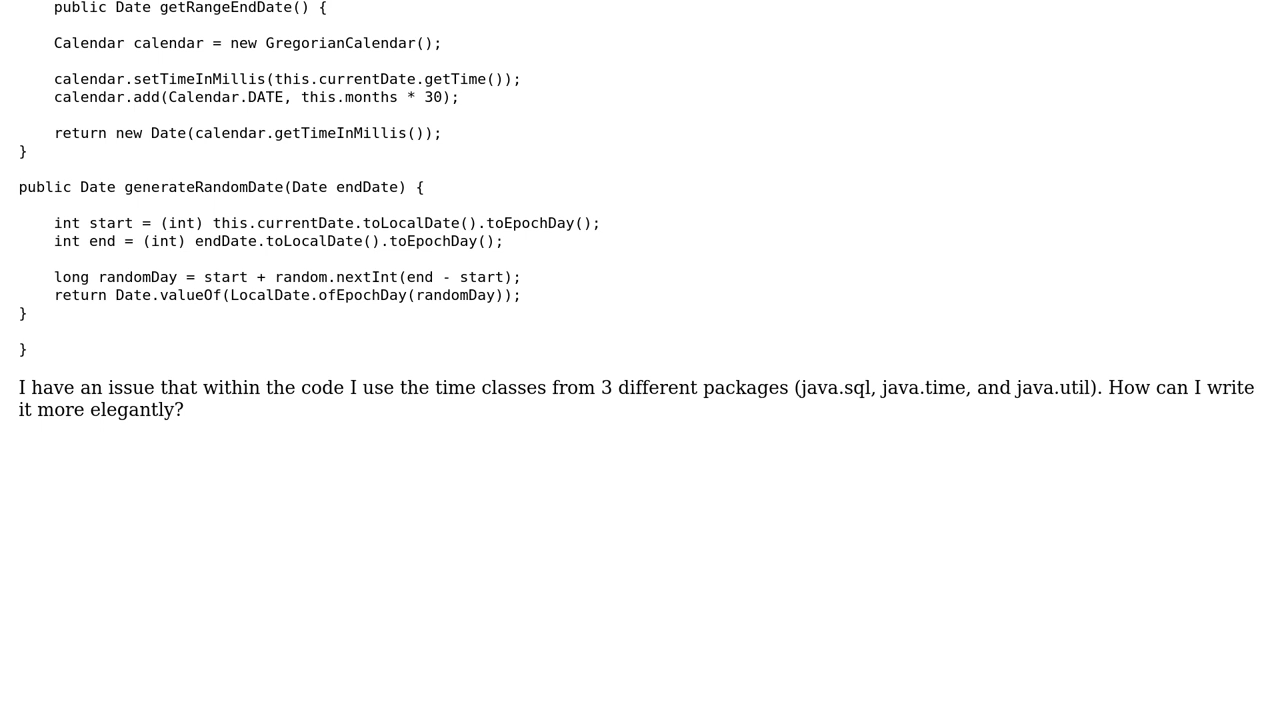 public Date getRangeEndDate() {
Calendar calendar = new GregorianCalendar();
calendar.setTimeInMillis(this.currentDate.getTime());
calendar.add(Calendar.DATE, this.months * 30);
return new Date(calendar.getTimeInMillis());
}
public Date generateRandomDate(Date endDate) {
int start = (int) this.currentDate.toLocalDate().toEpochDay();
int end = (int) endDate.toLocalDate().toEpochDay();
long randomDay = start + random.nextInt(end - start);
return Date.valueOf(LocalDate.ofEpochDay(randomDay));
}
}
I have an issue that within the code I use the time classes from 3 different packages (java.sql, java.time, and java.util). How can I write
it more elegantly?